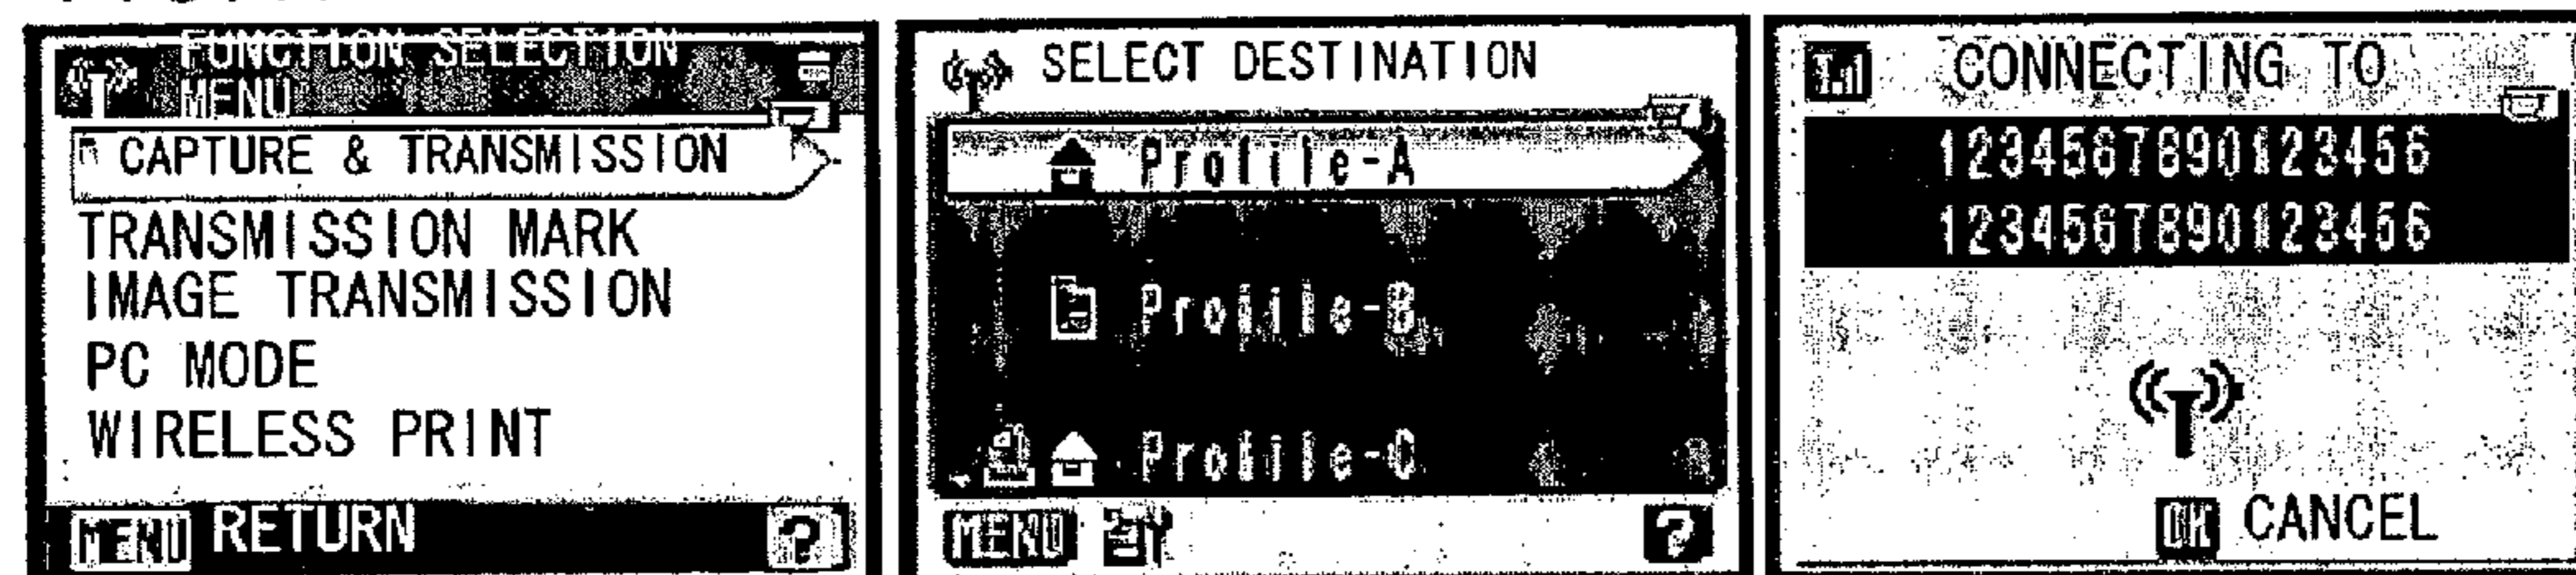 FUNCTION SELECTION
MENU
CAPTURE & TRANSMISSION
TRANSMISSION MARK
IMAGE TRANSMISSION
PC MODE
WIRELESS PRINT
MENU RETURN ?
SELECT DESTINATION
Profile-A
Profile-B
Profile-C
MENU ?
CONNECTING TO
1234567890123456
1234567890123456
OK CANCEL